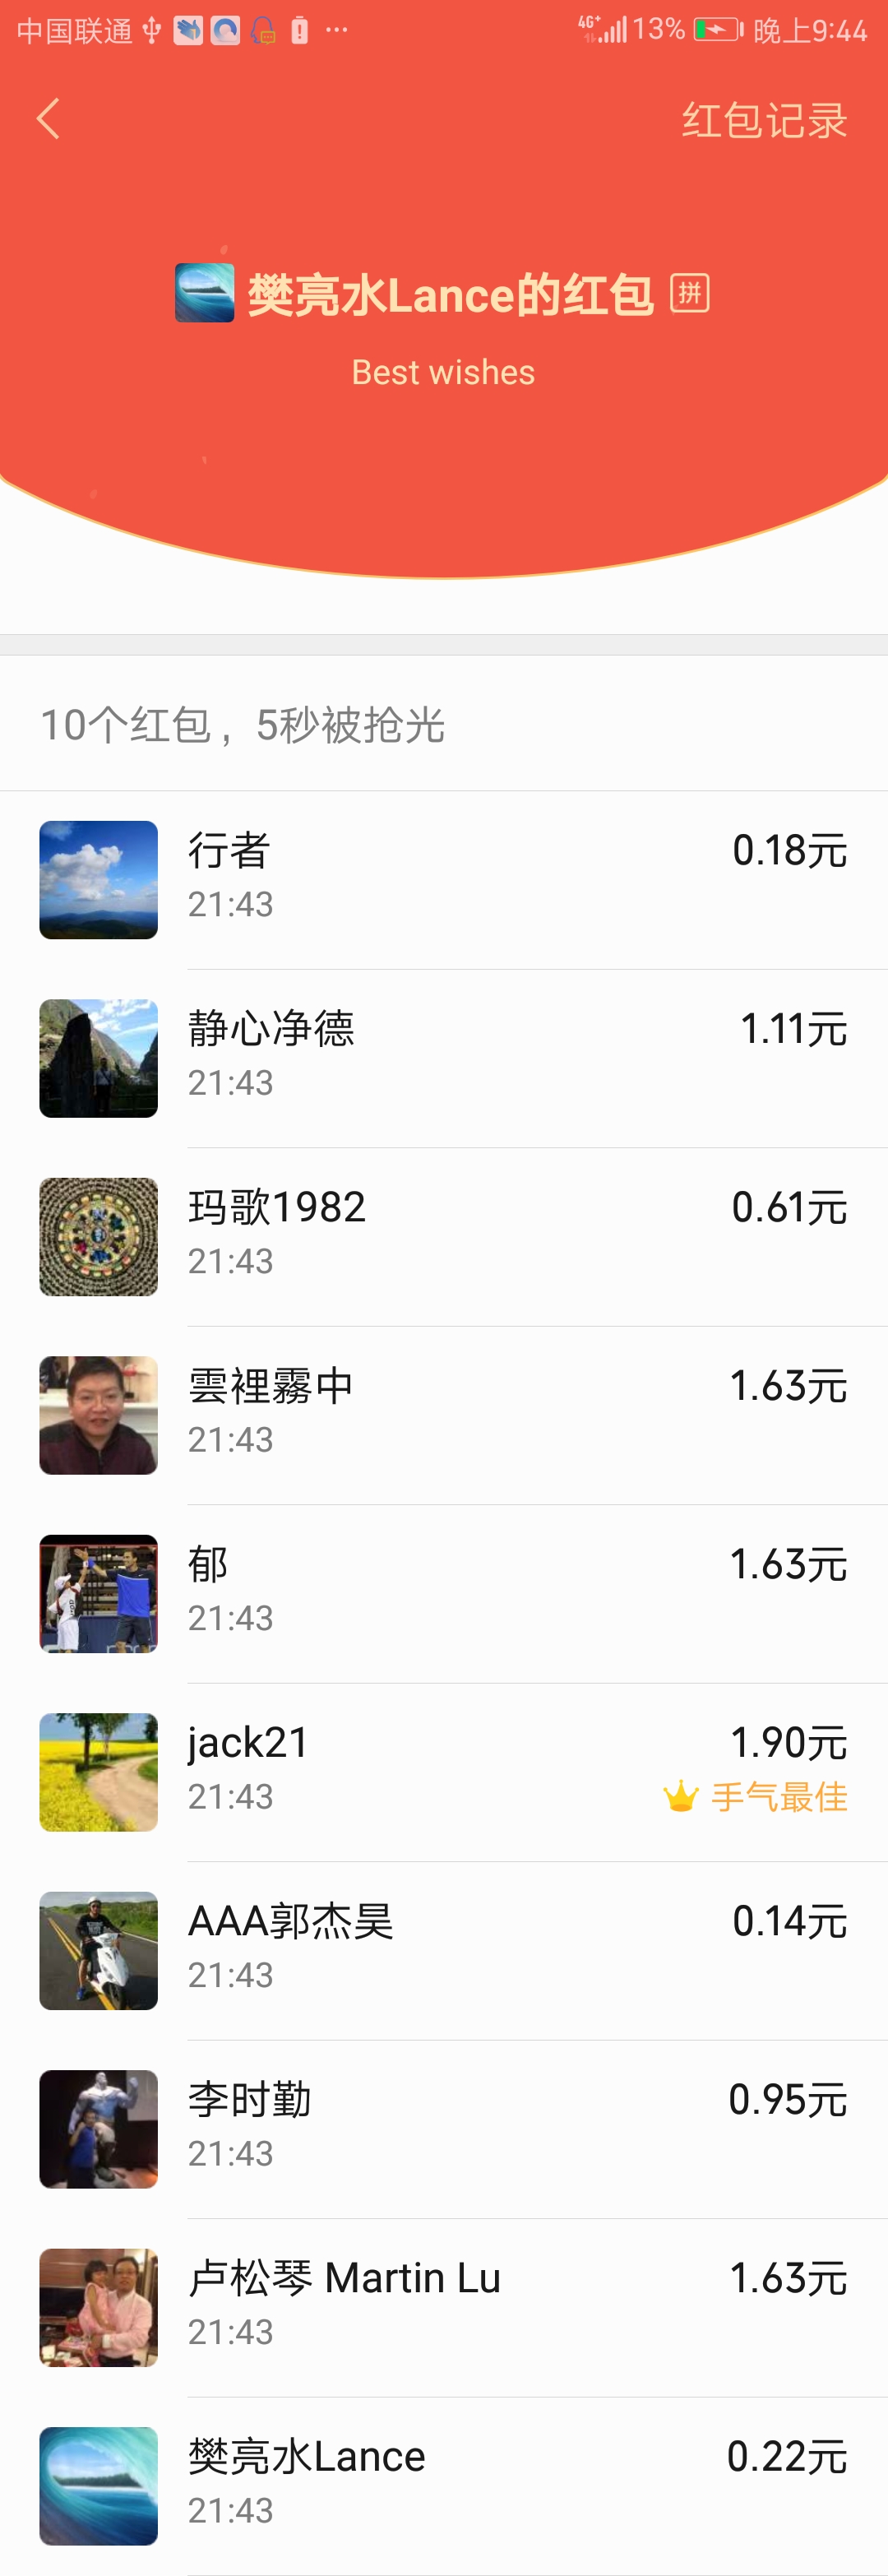 中国联通 4G+ 13% 晚上9:44
红包记录
樊亮水Lance的红包 拼
Best wishes
10个红包，5秒被抢光
行者 0.18元
21:43
静心净德 1.11元
21:43
玛歌1982 0.61元
21:43
雲裡霧中 1.63元
21:43
郁 1.63元
21:43
jack21 1.90元
21:43 手气最佳
AAA郭杰昊 0.14元
21:43
李时勤 0.95元
21:43
卢松琴 Martin Lu 1.63元
21:43
樊亮水Lance 0.22元
21:43